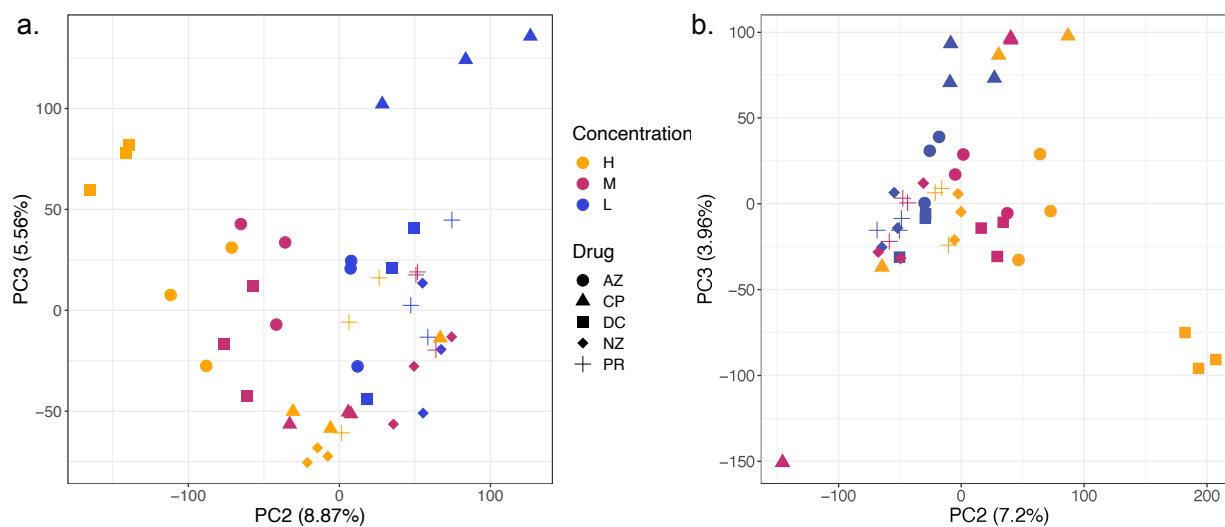 a.
100
50
0
−50
PC3 (5.56%)
−100
0
100
PC2 (8.87%)
Concentration
H
M
L
Drug
AZ
CP
DC
NZ
PR
b.
100
50
0
−50
−100
−150
PC3 (3.96%)
−100
0
100
200
PC2 (7.2%)